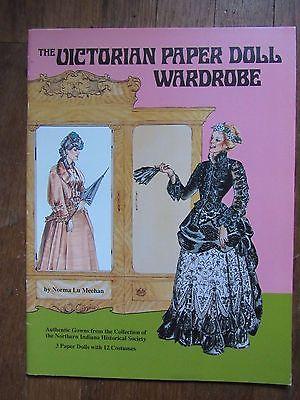 THE VICTORIAN PAPER DOLL
WARDROBE
by Norma Lu Meehan
Authentic Gowns from the Collection of
the Northern Indiana Historical Society
3 Paper Dolls with 12 Costumes